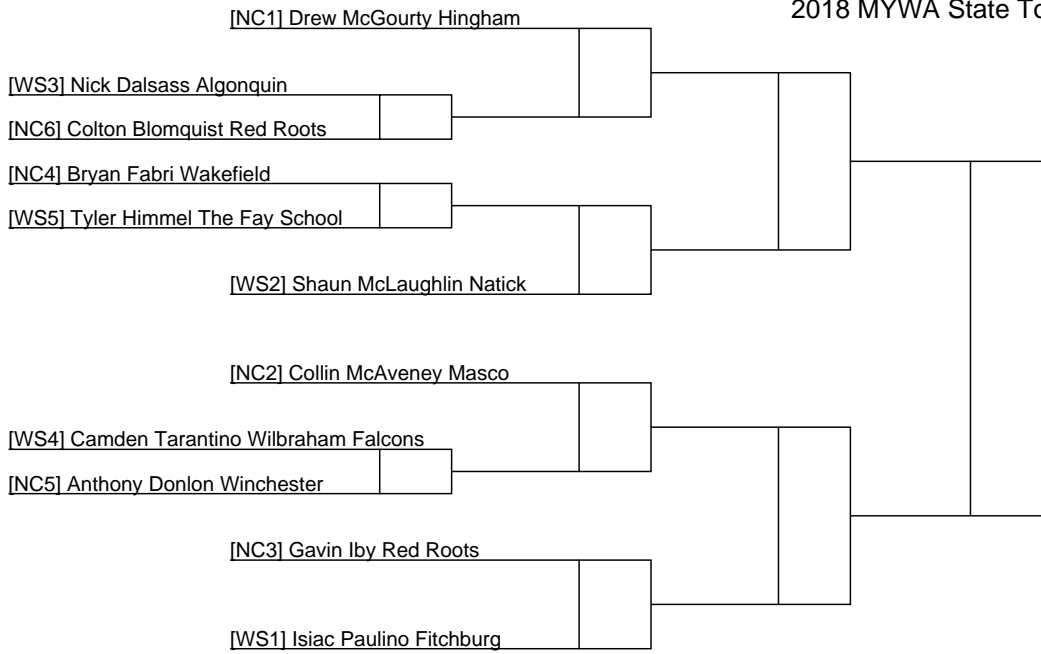 2018 MYWA State To
[NC1] Drew McGourty Hingham
[WS3] Nick Dalsass Algonquin
[NC6] Colton Blomquist Red Roots
[NC4] Bryan Fabri Wakefield
[WS5] Tyler Himmel The Fay School
[WS2] Shaun McLaughlin Natick
[NC2] Collin McAveney Masco
[WS4] Camden Tarantino Wilbraham Falcons
[NC5] Anthony Donlon Winchester
[NC3] Gavin Iby Red Roots
[WS1] Isiac Paulino Fitchburg